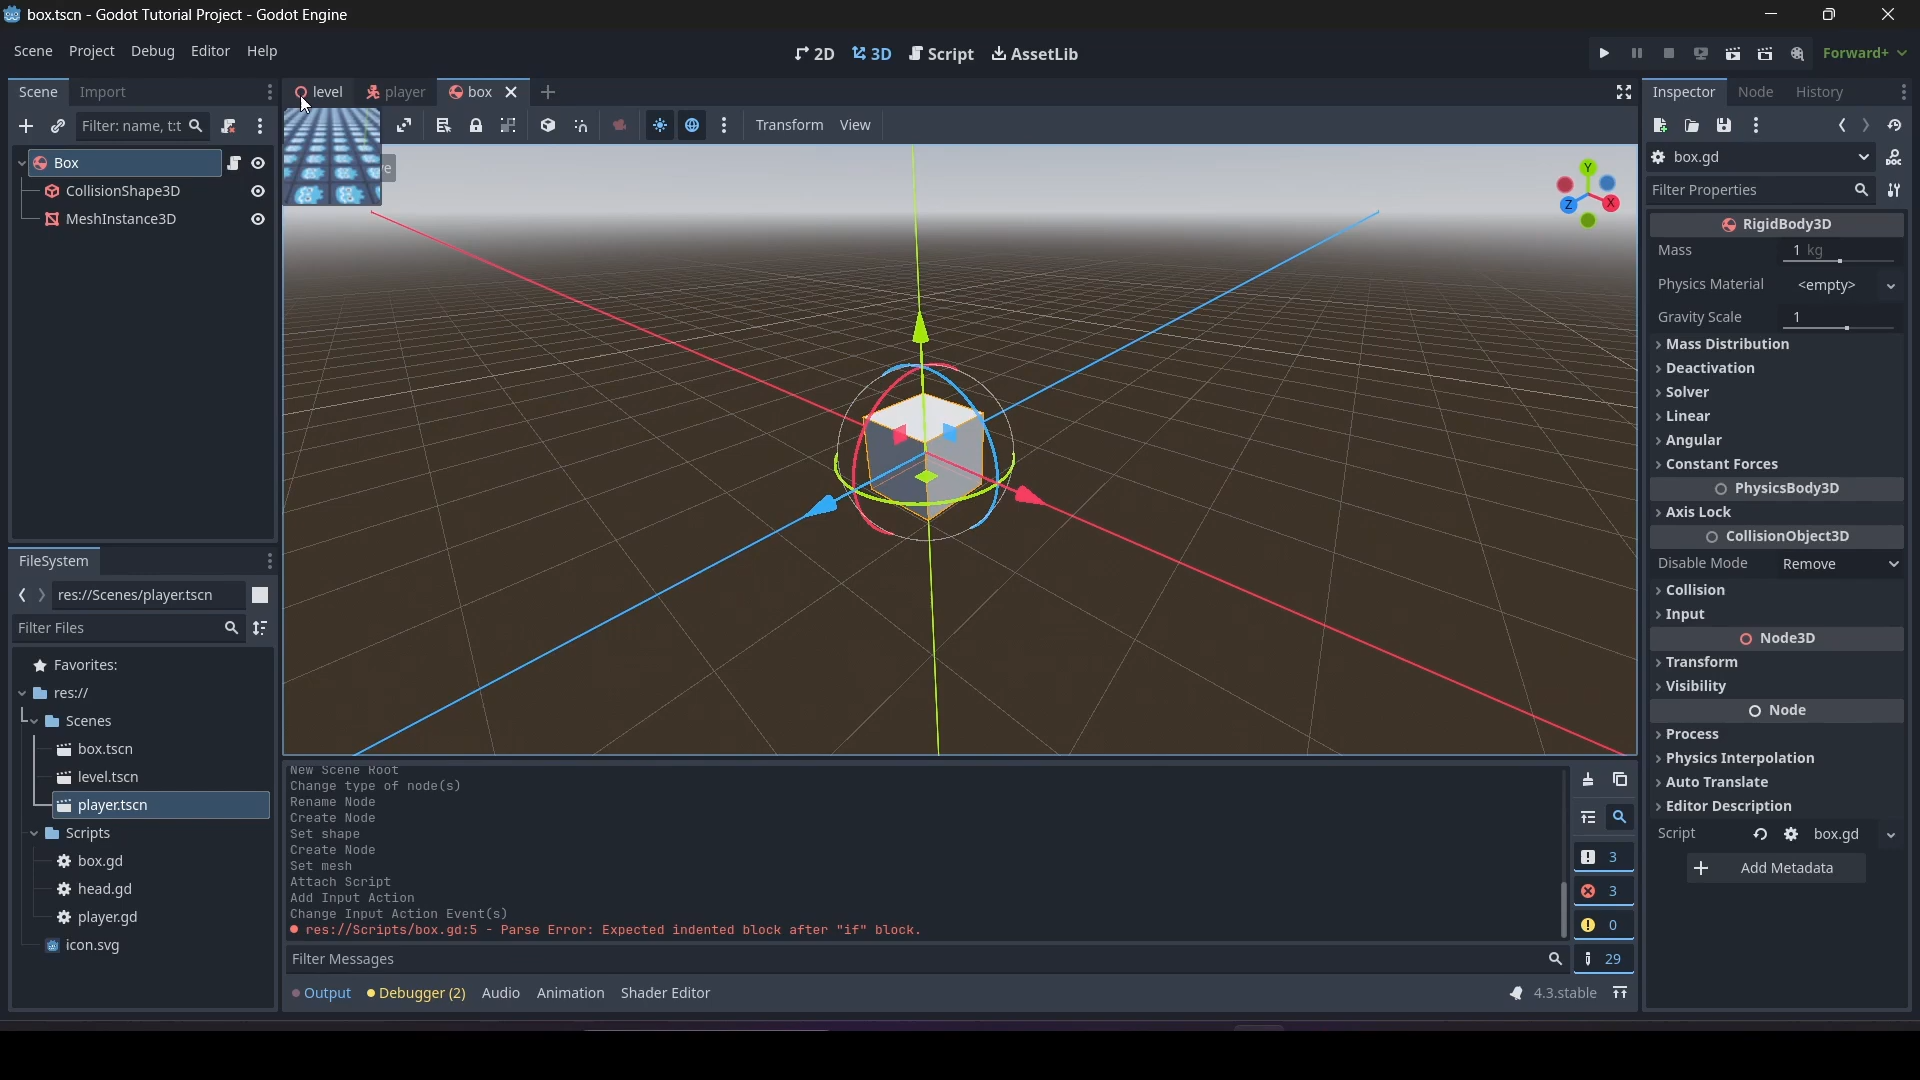 box.tscn - Godot Tutorial Project - Godot Engine
Scene Project Debug Editor Help
2D 3D Script AssetLib
Forward+
Scene Import
level player box
Inspector Node History
Filter: name, t:t
Transform View
box.gd
Filter Properties
Box
CollisionShape3D
MeshInstance3D
Y
X
Z
RigidBody3D
Mass 1 kg
Physics Material <empty>
Gravity Scale 1
Mass Distribution
Deactivation
Solver
Linear
Angular
Constant Forces
PhysicsBody3D
Axis Lock
CollisionObject3D
Disable Mode Remove
Collision
Input
Node3D
Transform
Visibility
Node
Process
Physics Interpolation
Auto Translate
Editor Description
Script box.gd
Add Metadata
FileSystem
res://Scenes/player.tscn
Filter Files
Favorites:
res://
Scenes
box.tscn
level.tscn
player.tscn
Scripts
box.gd
head.gd
player.gd
icon.svg
New Scene Root
Change type of node(s)
Rename Node
Create Node
Set shape
Create Node
Set mesh
Attach Script
Add Input Action
Change Input Action Event(s)
res://Scripts/box.gd:5 - Parse Error: Expected indented block after "if" block.
3
3
0
29
Filter Messages
Output Debugger (2) Audio Animation Shader Editor
4.3.stable